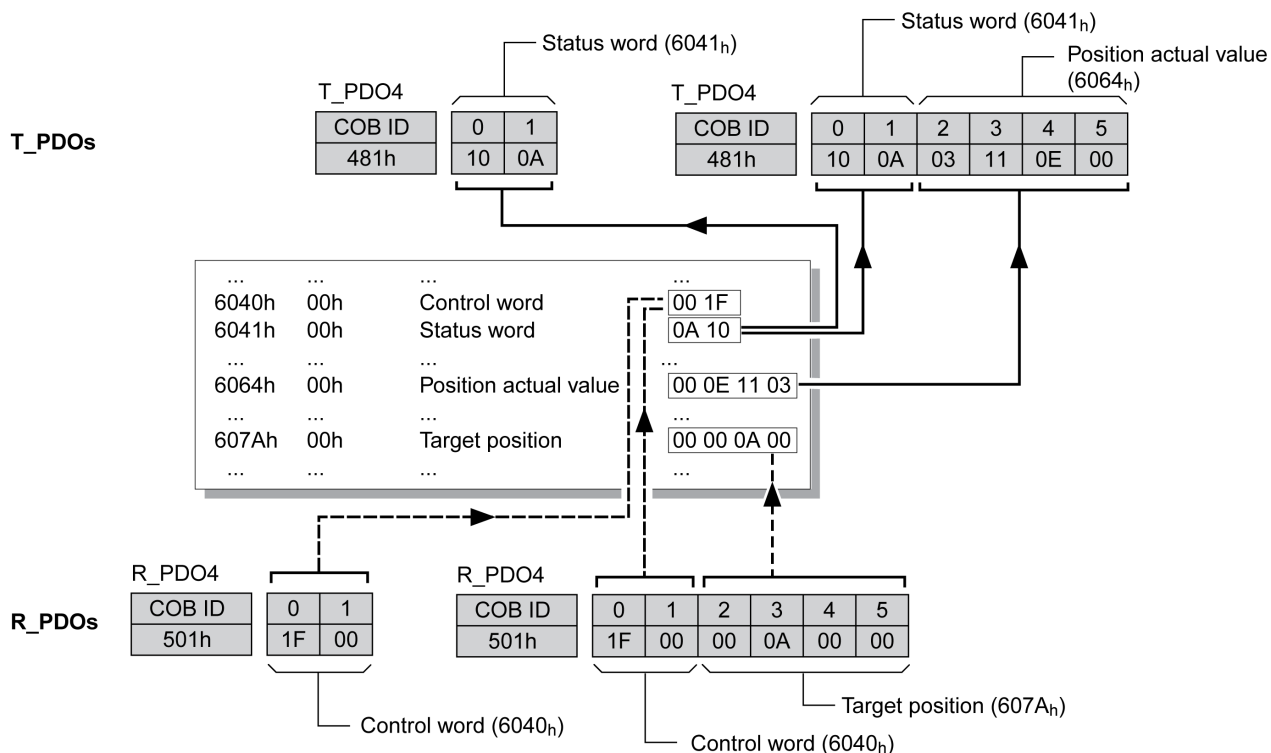 Status word (6041h)
Status word (6041h)
Position actual value
(6064h)
T_PDO4
T_PDO4
T_PDOs
COB ID 0 1
481h 10 0A
COB ID 0 1 2 3 4 5
481h 10 0A 03 11 0E 00
... ... ... ...
6040h 00h Control word 00 1F
6041h 00h Status word 0A 10
... ... ... ...
6064h 00h Position actual value 00 0E 11 03
... ... ... ...
607Ah 00h Target position 00 00 0A 00
... ... ... ...
R_PDO4
R_PDO4
R_PDOs
COB ID 0 1
501h 1F 00
COB ID 0 1 2 3 4 5
501h 1F 00 00 0A 00 00
Target position (607Ah)
Control word (6040h)
Control word (6040h)